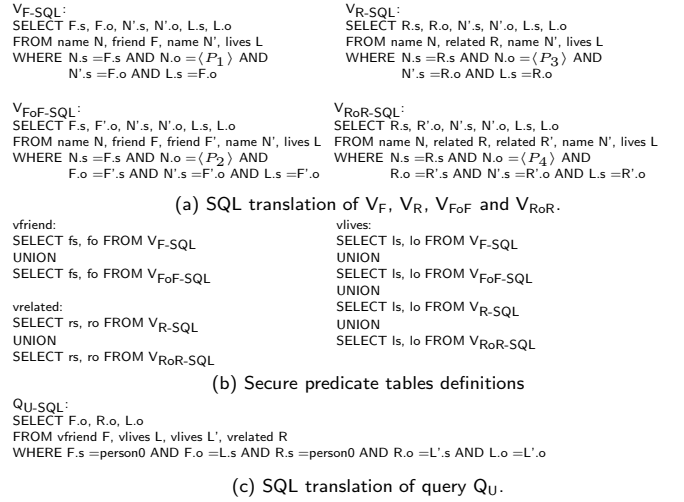 V_F-SQL:
SELECT F.s, F.o, N'.s, N'.o, L.s, L.o
FROM name N, friend F, name N', lives L
WHERE N.s =F.s AND N.o =⟨P_1⟩ AND
N'.s =F.o AND L.s =F.o
V_R-SQL:
SELECT R.s, R.o, N'.s, N'.o, L.s, L.o
FROM name N, related R, name N', lives L
WHERE N.s =R.s AND N.o =⟨P_3⟩ AND
N'.s =R.o AND L.s =R.o
V_FoF-SQL:
SELECT F.s, F'.o, N'.s, N'.o, L.s, L.o
FROM name N, friend F, friend F', name N', lives L
WHERE N.s =F.s AND N.o =⟨P_2⟩ AND
F.o =F'.s AND N'.s =F'.o AND L.s =F'.o
V_RoR-SQL:
SELECT R.s, R'.o, N'.s, N'.o, L.s, L.o
FROM name N, related R, related R', name N', lives L
WHERE N.s =R.s AND N.o =⟨P_4⟩ AND
R.o =R'.s AND N'.s =R'.o AND L.s =R'.o
(a) SQL translation of V_F, V_R, V_FoF and V_RoR.
vfriend:
SELECT fs, fo FROM V_F-SQL
UNION
SELECT fs, fo FROM V_FoF-SQL
vrelated:
SELECT rs, ro FROM V_R-SQL
UNION
SELECT rs, ro FROM V_RoR-SQL
vlives:
SELECT ls, lo FROM V_F-SQL
UNION
SELECT ls, lo FROM V_FoF-SQL
UNION
SELECT ls, lo FROM V_R-SQL
UNION
SELECT ls, lo FROM V_RoR-SQL
(b) Secure predicate tables definitions
Q_U-SQL:
SELECT F.o, R.o, L.o
FROM vfriend F, vlives L, vlives L', vrelated R
WHERE F.s =person0 AND F.o =L.s AND R.s =person0 AND R.o =L'.s AND L.o =L'.o
(c) SQL translation of query Q_U.